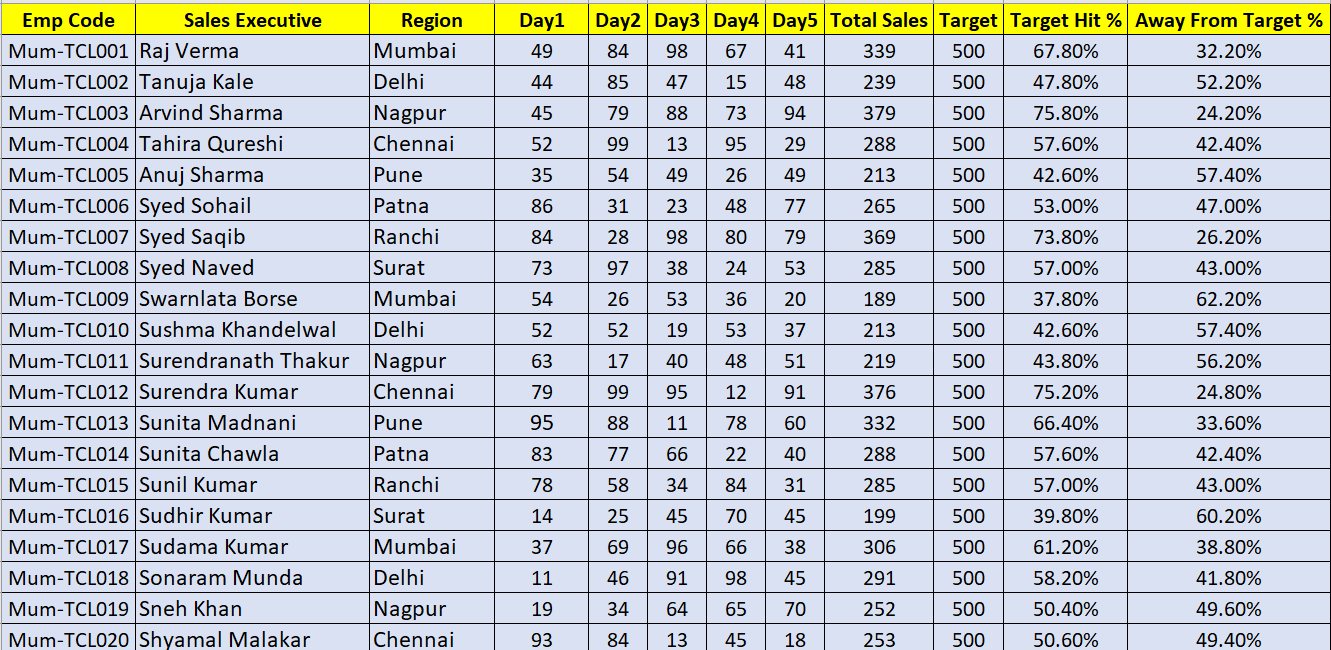 Emp Code Sales Executive Region Day1 Day2 Day3 Day4 Day5 Total Sales Target Target Hit % Away From Target %
Mum-TCL001 Raj Verma Mumbai 49 84 98 67 41 339 500 67.80% 32.20%
Mum-TCL002 Tanuja Kale Delhi 44 85 47 15 48 239 500 47.80% 52.20%
Mum-TCL003 Arvind Sharma Nagpur 45 79 88 73 94 379 500 75.80% 24.20%
Mum-TCL004 Tahira Qureshi Chennai 52 99 13 95 29 288 500 57.60% 42.40%
Mum-TCL005 Anuj Sharma Pune 35 54 49 26 49 213 500 42.60% 57.40%
Mum-TCL006 Syed Sohail Patna 86 31 23 48 77 265 500 53.00% 47.00%
Mum-TCL007 Syed Saqib Ranchi 84 28 98 80 79 369 500 73.80% 26.20%
Mum-TCL008 Syed Naved Surat 73 97 38 24 53 285 500 57.00% 43.00%
Mum-TCL009 Swarnlata Borse Mumbai 54 26 53 36 20 189 500 37.80% 62.20%
Mum-TCL010 Sushma Khandelwal Delhi 52 52 19 53 37 213 500 42.60% 57.40%
Mum-TCL011 Surendranath Thakur Nagpur 63 17 40 48 51 219 500 43.80% 56.20%
Mum-TCL012 Surendra Kumar Chennai 79 99 95 12 91 376 500 75.20% 24.80%
Mum-TCL013 Sunita Madnani Pune 95 88 11 78 60 332 500 66.40% 33.60%
Mum-TCL014 Sunita Chawla Patna 83 77 66 22 40 288 500 57.60% 42.40%
Mum-TCL015 Sunil Kumar Ranchi 78 58 34 84 31 285 500 57.00% 43.00%
Mum-TCL016 Sudhir Kumar Surat 14 25 45 70 45 199 500 39.80% 60.20%
Mum-TCL017 Sudama Kumar Mumbai 37 69 96 66 38 306 500 61.20% 38.80%
Mum-TCL018 Sonaram Munda Delhi 11 46 91 98 45 291 500 58.20% 41.80%
Mum-TCL019 Sneh Khan Nagpur 19 34 64 65 70 252 500 50.40% 49.60%
Mum-TCL020 Shyamal Malakar Chennai 93 84 13 45 18 253 500 50.60% 49.40%